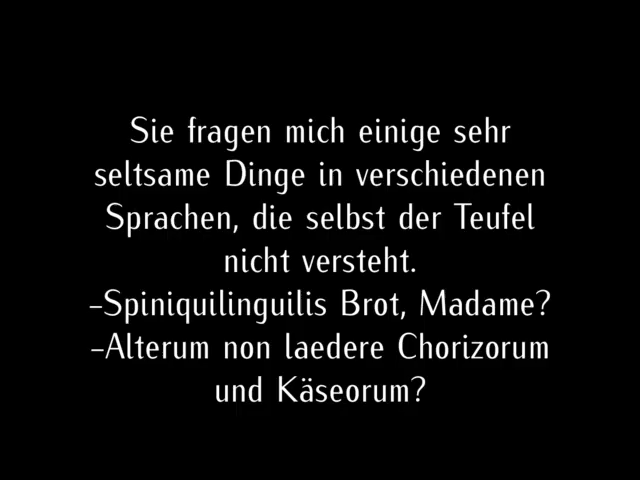 Sie fragen mich einige sehr
seltsame Dinge in verschiedenen
Sprachen, die selbst der Teufel
nicht versteht.
–Spiniquilinguilis Brot, Madame?
–Alterum non laedere Chorizorum
und Käseorum?